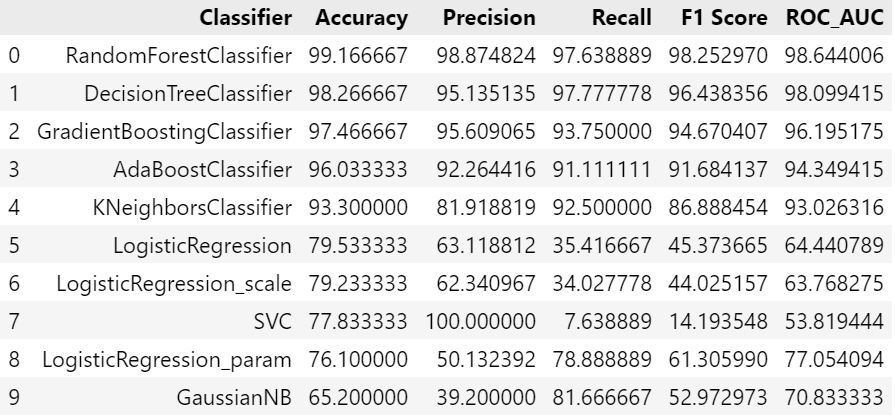 Classifier Accuracy Precision Recall F1 Score ROC_AUC
0 RandomForestClassifier 99.166667 98.874824 97.638889 98.252970 98.644006
1 DecisionTreeClassifier 98.266667 95.135135 97.777778 96.438356 98.099415
2 GradientBoostingClassifier 97.466667 95.609065 93.750000 94.670407 96.195175
3 AdaBoostClassifier 96.033333 92.264416 91.111111 91.684137 94.349415
4 KNeighborsClassifier 93.300000 81.918819 92.500000 86.888454 93.026316
5 LogisticRegression 79.533333 63.118812 35.416667 45.373665 64.440789
6 LogisticRegression_scale 79.233333 62.340967 34.027778 44.025157 63.768275
7 SVC 77.833333 100.000000 7.638889 14.193548 53.819444
8 LogisticRegression_param 76.100000 50.132392 78.888889 61.305990 77.054094
9 GaussianNB 65.200000 39.200000 81.666667 52.972973 70.833333